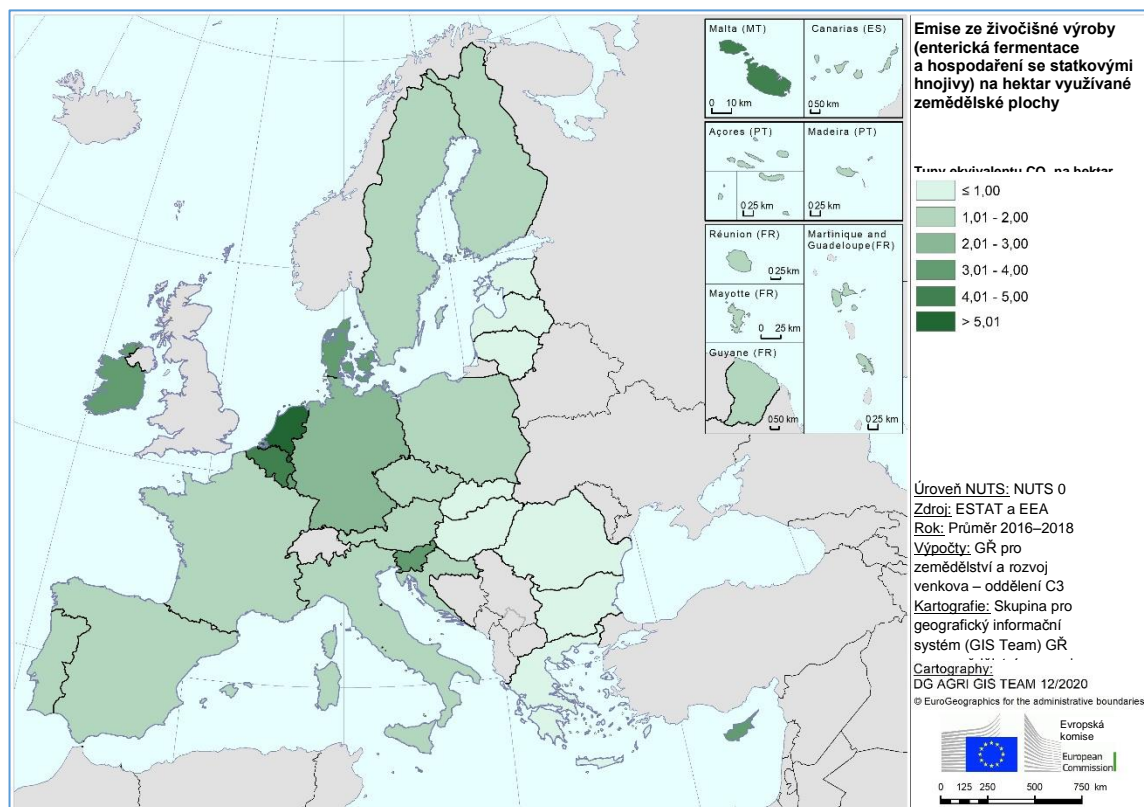 Malta (MT)
0 10 km
Canarias (ES)
0 50 km
Açores (PT)
0 25 km
Madeira (PT)
0 25 km
Réunion (FR)
0 25 km
Mayotte (FR)
0 25 km
Guyane (FR)
0 50 km
Martinique and
Guadeloupe(FR)
0 25 km
Emise ze živočišné výroby
(enterická fermentace
a hospodaření se statkovými
hnojivy) na hektar využívané
zemědělské plochy
Tuny ekvivalentu CO₂ na hektar
≤ 1,00
1,01 - 2,00
2,01 - 3,00
3,01 - 4,00
4,01 - 5,00
> 5,01
Úroveň NUTS: NUTS 0
Zdroj: ESTAT a EEA
Rok: Průměr 2016–2018
Výpočty: GŘ pro
zemědělství a rozvoj
venkova – oddělení C3
Kartografie: Skupina pro
geografický informační
systém (GIS Team) GŘ
Cartography:
DG AGRI GIS TEAM 12/2020
© EuroGeographics for the administrative boundaries
Evropská
komise
European
Commission
0 125 250 500 750 km